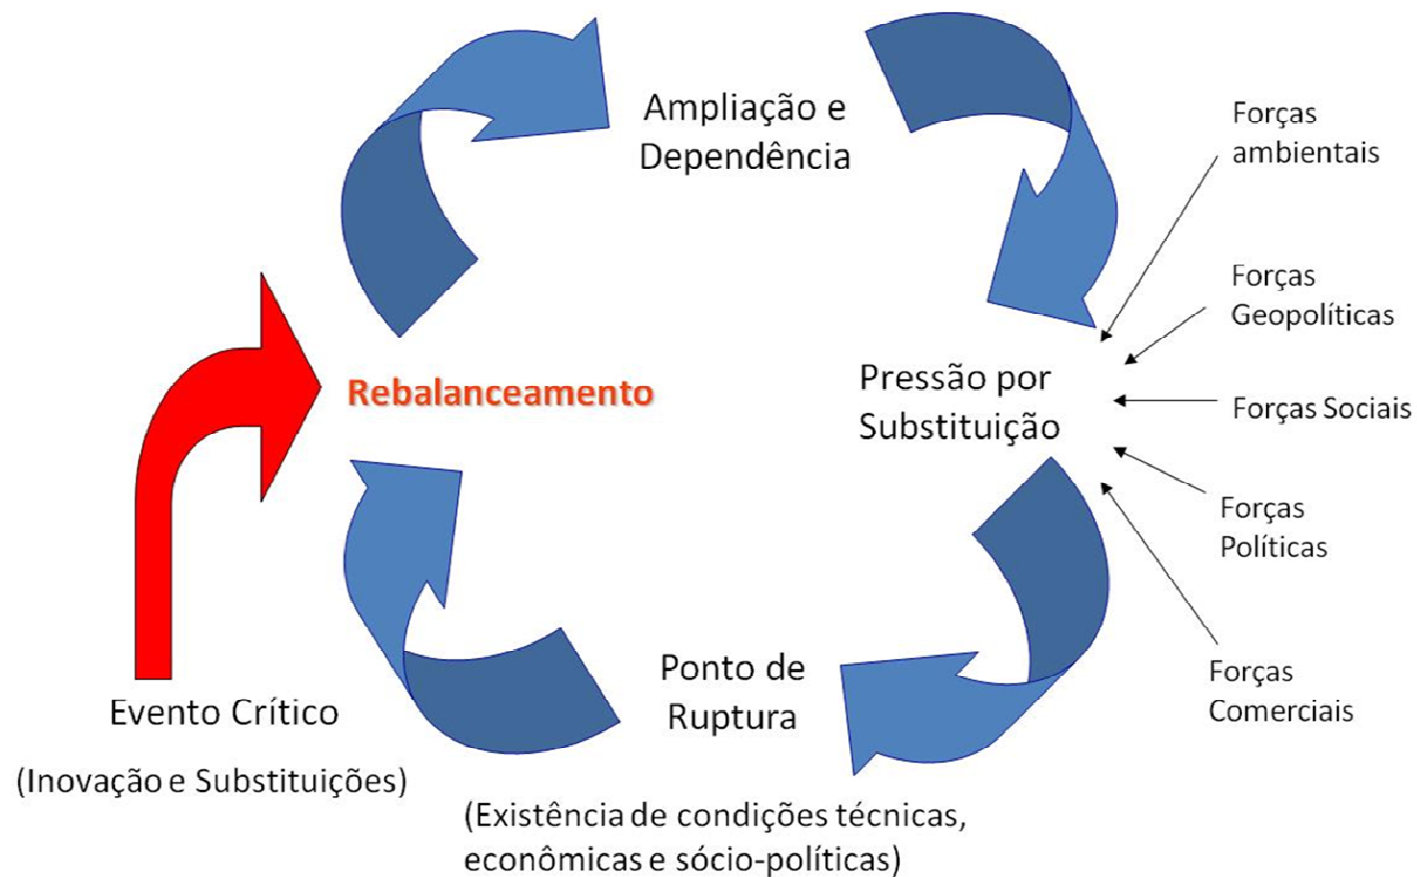 Ampliação e
Dependência
Forças
ambientais
Forças
Geopolíticas
Forças Sociais
Forças
Políticas
Forças
Comerciais
Pressão por
Substituição
Ponto de
Ruptura
(Existência de condições técnicas,
econômicas e sócio-políticas)
Rebalanceamento
Evento Crítico
(Inovação e Substituições)